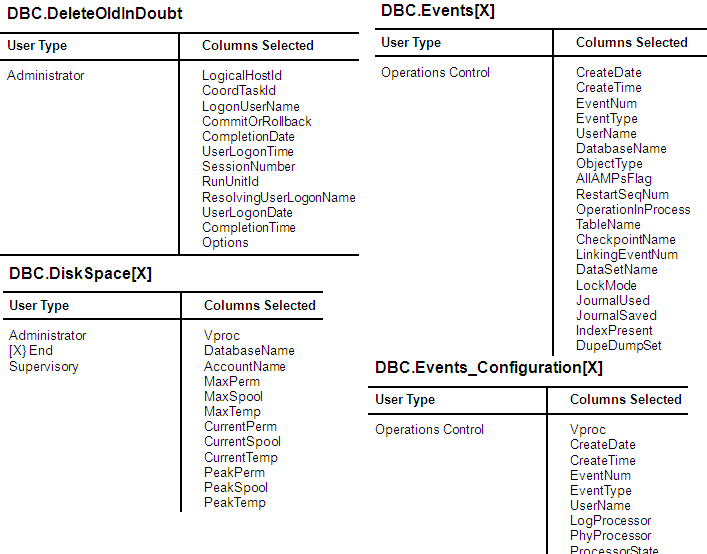 DBC.DeleteOldInDoubt
User Type Columns Selected
Administrator LogicalHostId
CoordTaskId
LogonUserName
CommitOrRollback
CompletionDate
UserLogonTime
SessionNumber
RunUnitId
ResolvingUserLogonName
UserLogonDate
CompletionTime
Options
DBC.DiskSpace[X]
User Type Columns Selected
Administrator Vproc
[X} End DatabaseName
Supervisory AccountName
MaxPerm
MaxSpool
MaxTemp
CurrentPerm
CurrentSpool
CurrentTemp
PeakPerm
PeakSpool
PeakTemp
DBC.Events[X]
User Type Columns Selected
Operations Control CreateDate
CreateTime
EventNum
EventType
UserName
DatabaseName
ObjectType
AllAMPsFlag
RestartSeqNum
OperationInProcess
TableName
CheckpointName
LinkingEventNum
DataSetName
LockMode
JournalUsed
JournalSaved
IndexPresent
DupeDumpSet
DBC.Events_Configuration[X]
User Type Columns Selected
Operations Control Vproc
CreateDate
CreateTime
EventNum
EventType
UserName
LogProcessor
PhyProcessor
ProcessorState